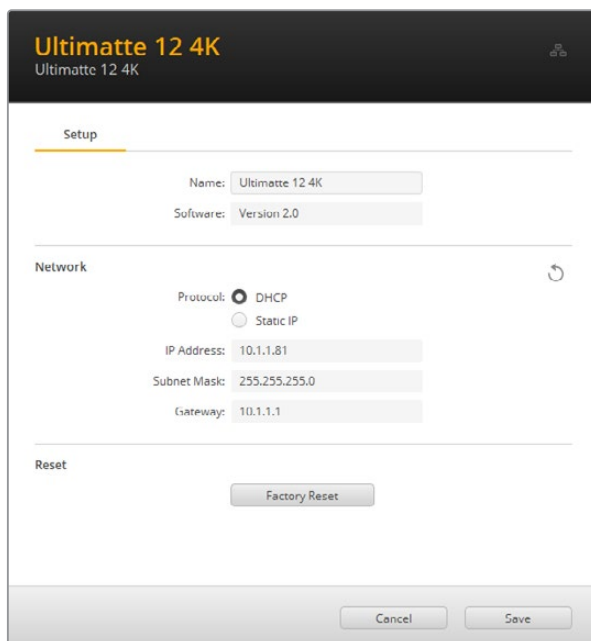 Ultimatte 12 4K
Ultimatte 12 4K
Setup
Name: Ultimatte 12 4K
Software: Version 2.0
Network
Protocol: DHCP
Static IP
IP Address: 10.1.1.81
Subnet Mask: 255.255.255.0
Gateway: 10.1.1.1
Reset
Factory Reset
Cancel Save